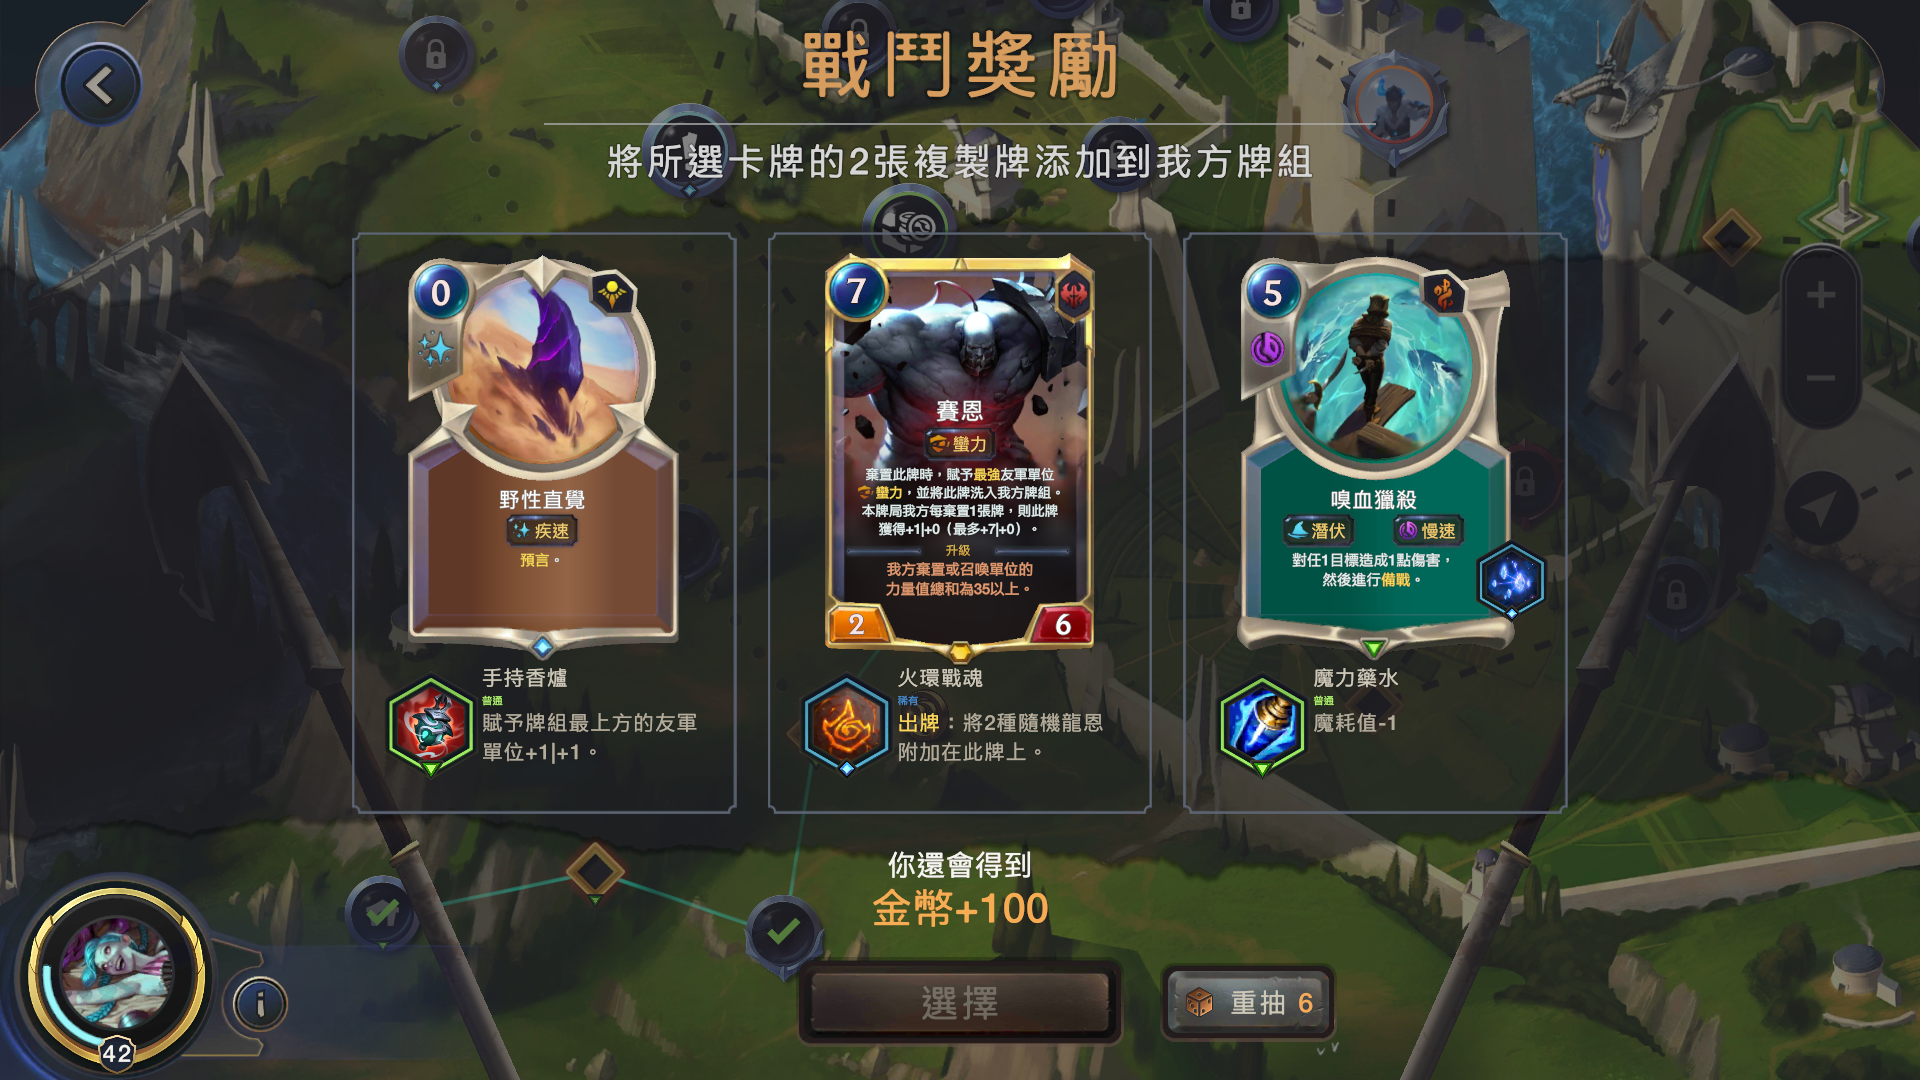 戰鬥獎勵
將所選卡牌的2張複製牌添加到我方牌組
0
野性直覺
疾速
預言。
手持香爐
普通
賦予牌組最上方的友軍
單位+1|+1。
7
賽恩
蠻力
棄置此牌時，賦予最強友軍單位
蠻力，並將此牌洗入我方牌組。
本牌局我方每棄置1張牌，則此牌
獲得+1|+0（最多+7|+0）。
升級
我方棄置或召喚單位的
力量值總和為35以上。
2
6
火環戰魂
稀有
出牌：將2種隨機龍恩
附加在此牌上。
5
嗅血獵殺
潛伏
慢速
對任1目標造成1點傷害，
然後進行備戰。
魔力藥水
普通
魔耗值-1
你還會得到
金幣+100
選擇
重抽 6
42